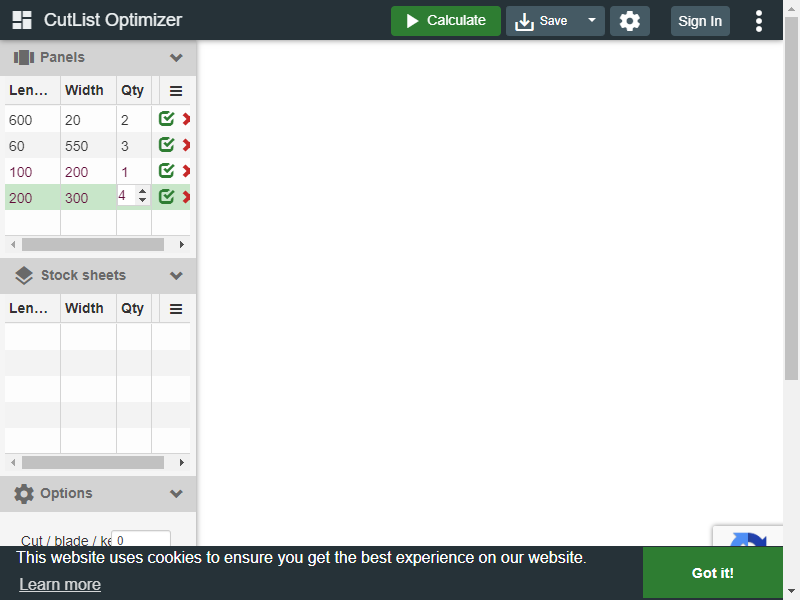 CutList Optimizer
Calculate
Save
Sign In
Panels
Len... Width Qty
600 20 2
60 550 3
100 200 1
200 300 4
Stock sheets
Len... Width Qty
Options
Cut / blade / ke 0
This website uses cookies to ensure you get the best experience on our website.
Learn more
Got it!